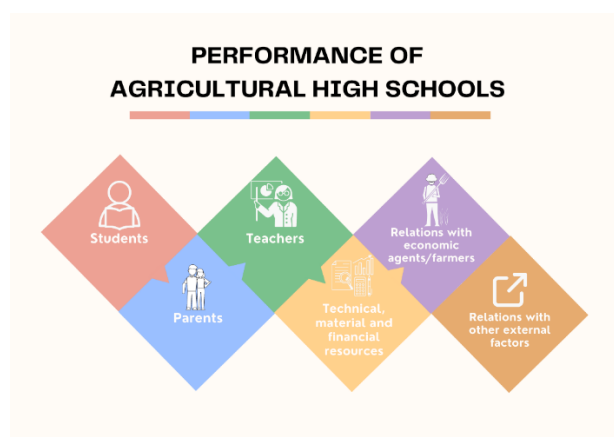 PERFORMANCE OF
AGRICULTURAL HIGH SCHOOLS
Students
Parents
Teachers
Technical,
material and
financial
resources
Relations with
economic
agents/farmers
Relations with
other external
factors